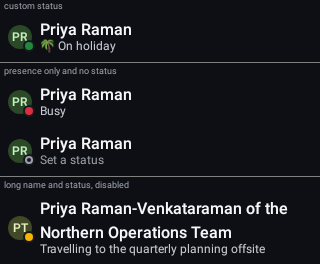 custom status
PR
Priya Raman
🌴 On holiday
presence only and no status
PR
Priya Raman
Busy
PR
Priya Raman
Set a status
long name and status, disabled
PT
Priya Raman-Venkataraman of the
Northern Operations Team
Travelling to the quarterly planning offsite